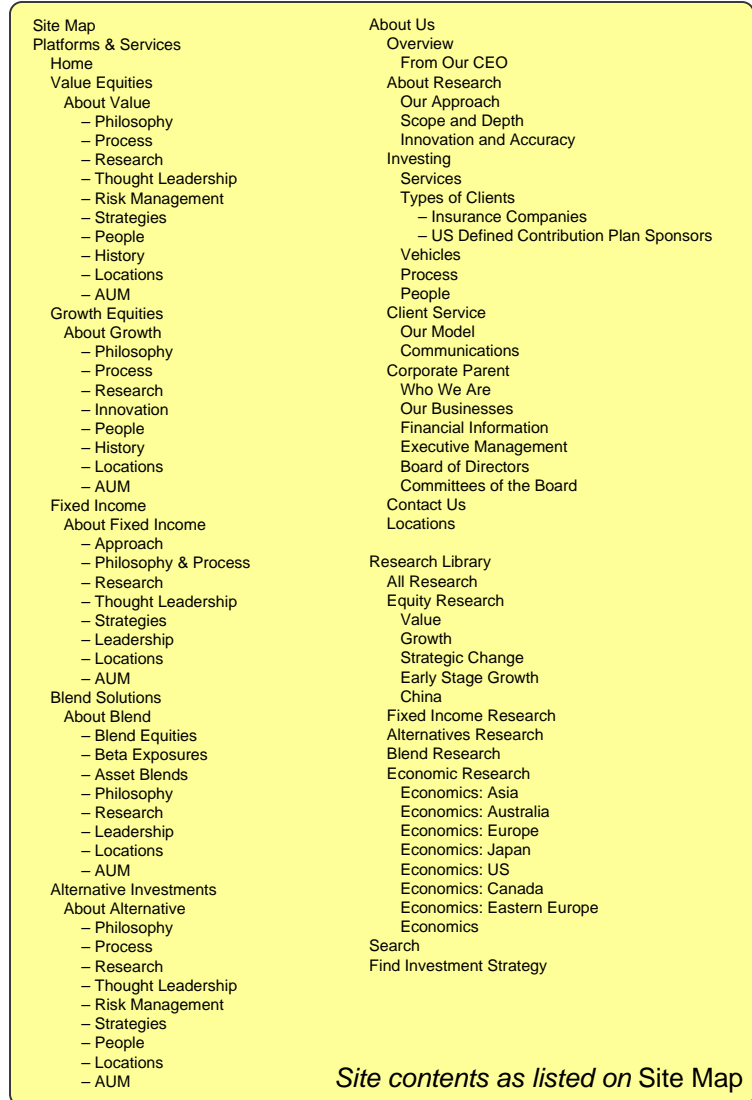 Site Map
Platforms & Services
Home
Value Equities
About Value
– Philosophy
– Process
– Research
– Thought Leadership
– Risk Management
– Strategies
– People
– History
– Locations
– AUM
Growth Equities
About Growth
– Philosophy
– Process
– Research
– Innovation
– People
– History
– Locations
– AUM
Fixed Income
About Fixed Income
– Approach
– Philosophy & Process
– Research
– Thought Leadership
– Strategies
– Leadership
– Locations
– AUM
Blend Solutions
About Blend
– Blend Equities
– Beta Exposures
– Asset Blends
– Philosophy
– Research
– Leadership
– Locations
– AUM
Alternative Investments
About Alternative
– Philosophy
– Process
– Research
– Thought Leadership
– Risk Management
– Strategies
– People
– Locations
– AUM
About Us
Overview
From Our CEO
About Research
Our Approach
Scope and Depth
Innovation and Accuracy
Investing
Services
Types of Clients
– Insurance Companies
– US Defined Contribution Plan Sponsors
Vehicles
Process
People
Client Service
Our Model
Communications
Corporate Parent
Who We Are
Our Businesses
Financial Information
Executive Management
Board of Directors
Committees of the Board
Contact Us
Locations
Research Library
All Research
Equity Research
Value
Growth
Strategic Change
Early Stage Growth
China
Fixed Income Research
Alternatives Research
Blend Research
Economic Research
Economics: Asia
Economics: Australia
Economics: Europe
Economics: Japan
Economics: US
Economics: Canada
Economics: Eastern Europe
Economics
Search
Find Investment Strategy
Site contents as listed on Site Map